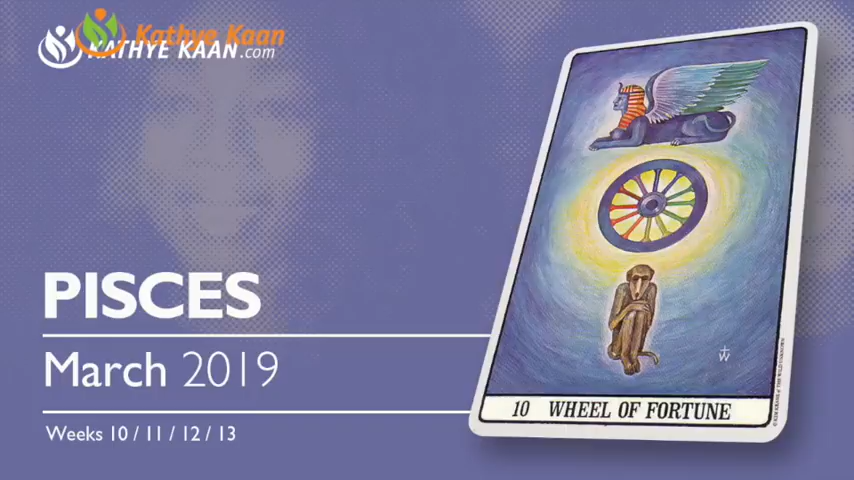 Kathye Kaan
KATHYE KAAN.com
PISCES
March 2019
Weeks 10 / 11 / 12 / 13
10 WHEEL OF FORTUNE
W